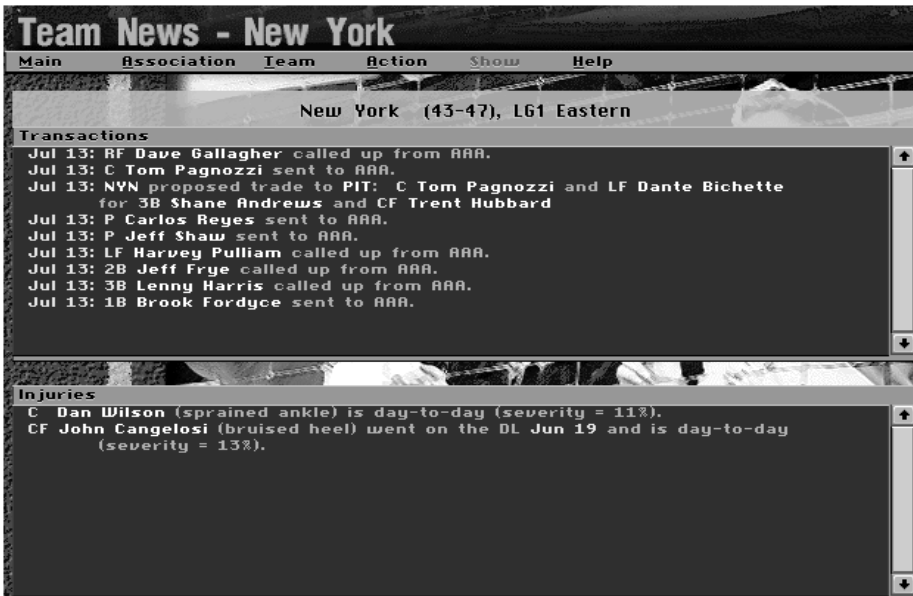 Team News - New York
Main Association Team Action Show Help
New York (43-47), LG1 Eastern
Transactions
Jul 13: RF Dave Gallagher called up from AAA.
Jul 13: C Tom Pagnozzi sent to AAA.
Jul 13: NYN proposed trade to PIT: C Tom Pagnozzi and LF Dante Bichette
for 3B Shane Andrews and CF Trent Hubbard
Jul 13: P Carlos Reyes sent to AAA.
Jul 13: P Jeff Shaw sent to AAA.
Jul 13: LF Harvey Pulliam called up from AAA.
Jul 13: 2B Jeff Frye called up from AAA.
Jul 13: 3B Lenny Harris called up from AAA.
Jul 13: 1B Brook Fordyce sent to AAA.
Injuries
C Dan Wilson (sprained ankle) is day-to-day (severity = 11%).
CF John Cangelosi (bruised heel) went on the DL Jun 19 and is day-to-day
(severity = 13%).